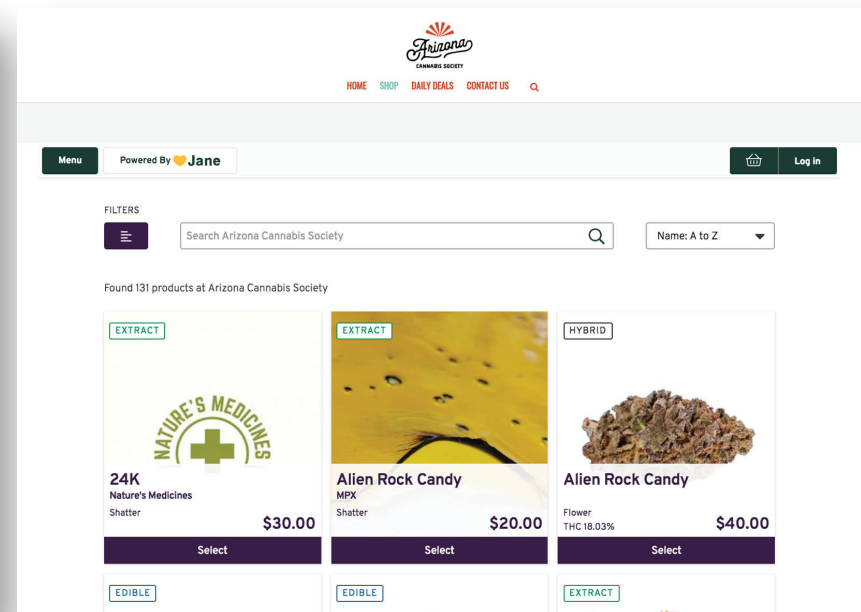 Arizona
CANNABIS SOCIETY
HOME SHOP DAILY DEALS CONTACT US
Menu
Powered By Jane
Log in
FILTERS
Search Arizona Cannabis Society
Name: A to Z
Found 131 products at Arizona Cannabis Society
EXTRACT
NATURE'S MEDICINES
24K
Nature's Medicines
Shatter
$30.00
Select
EXTRACT
Alien Rock Candy
MPX
Shatter
$20.00
Select
HYBRID
Alien Rock Candy
Flower
THC 18.03%
$40.00
Select
EDIBLE
EDIBLE
EXTRACT